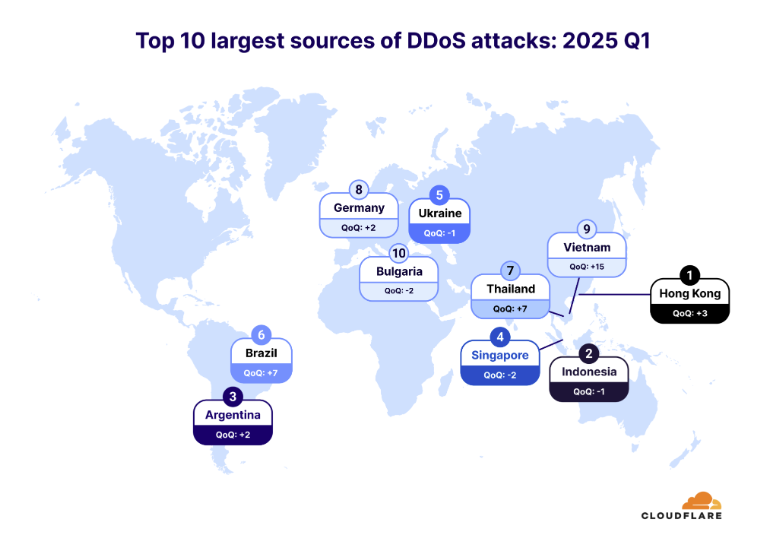 Top 10 largest sources of DDoS attacks: 2025 Q1
8
Germany
QoQ: +2
5
Ukraine
QoQ: -1
10
Bulgaria
QoQ: -2
9
Vietnam
QoQ: +15
7
Thailand
QoQ: +7
1
Hong Kong
QoQ: +3
6
Brazil
QoQ: +7
4
Singapore
QoQ: -2
2
Indonesia
QoQ: -1
3
Argentina
QoQ: +2
CLOUDFLARE